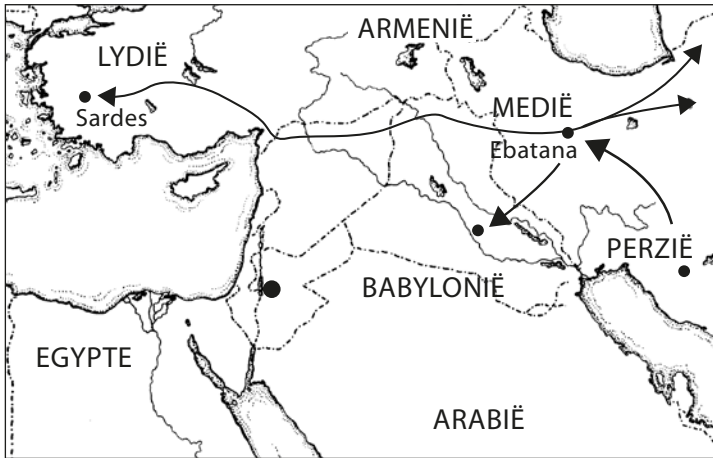 ARMENIË
LYDIË
Sardes
MEDIË
Ebatana
PERZIË
BABYLONIË
EGYPTE
ARABIË